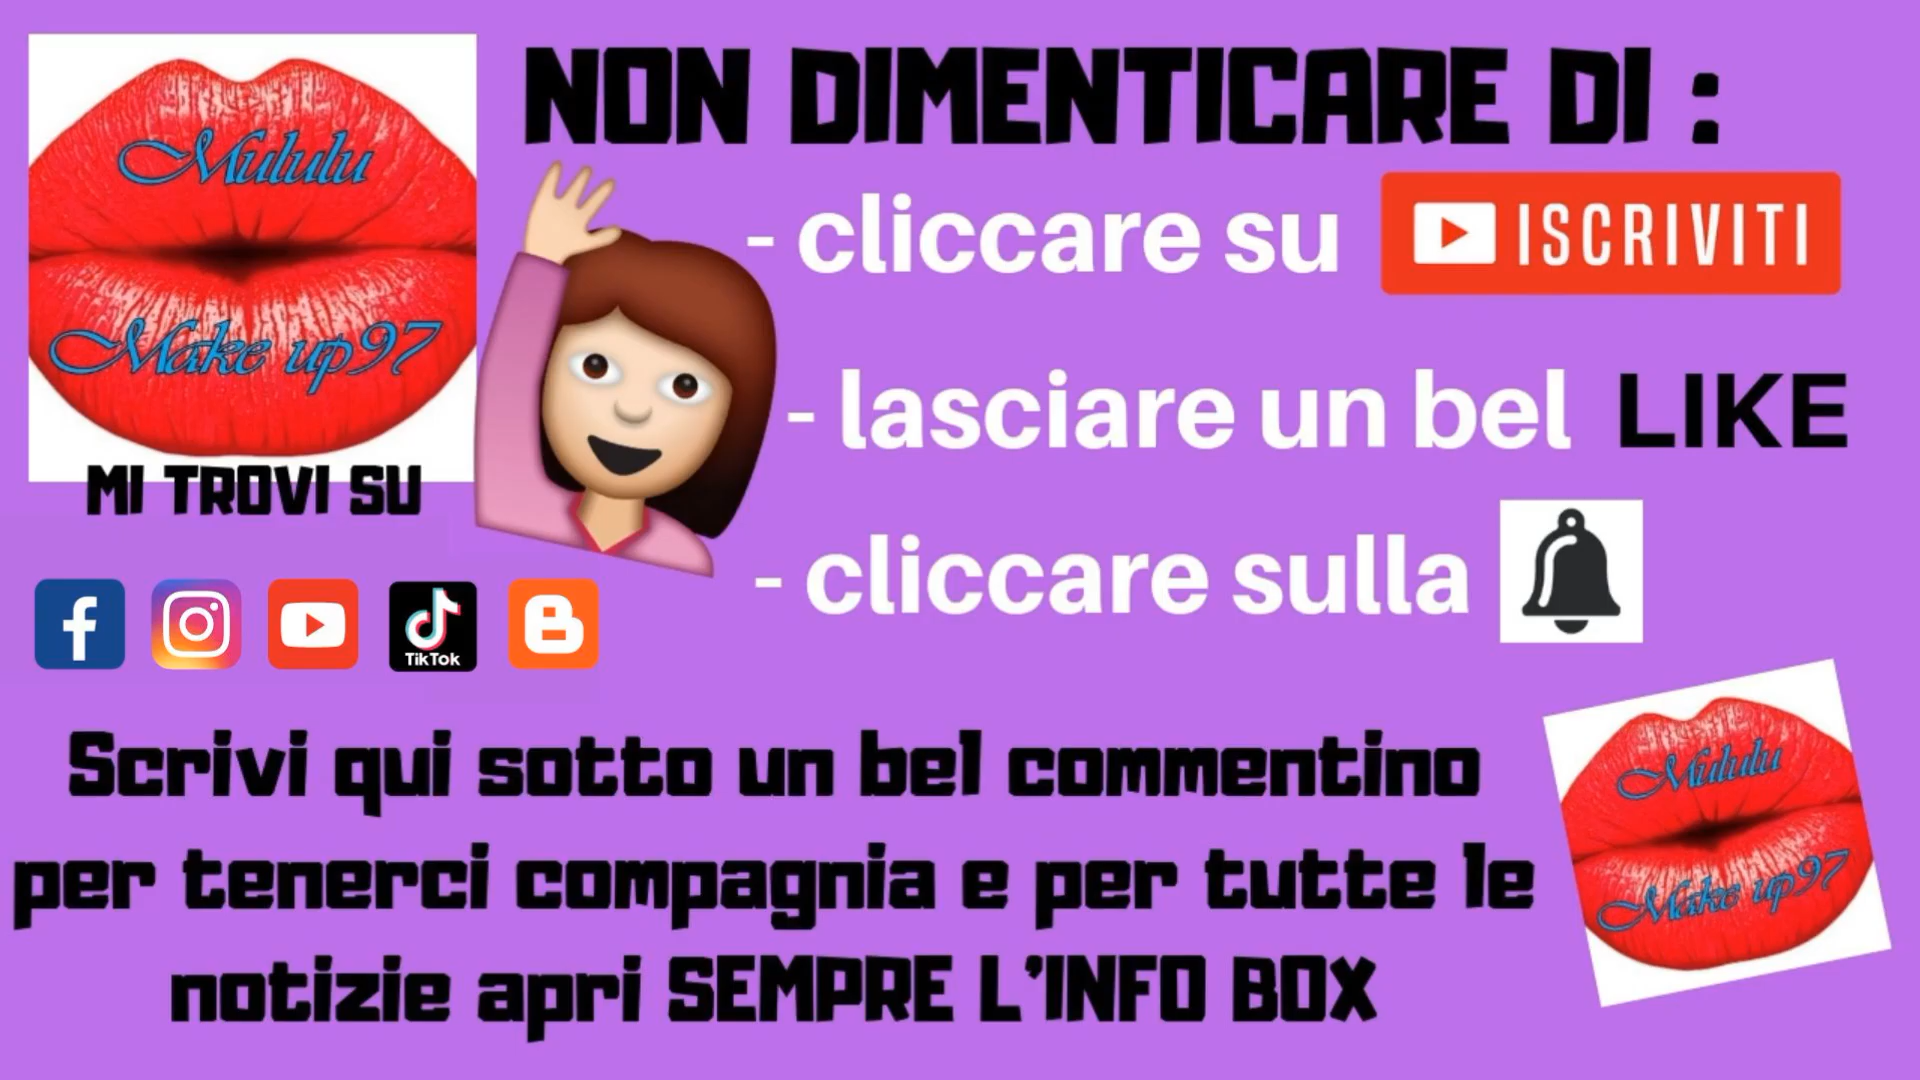 Mululu
Make up97
MI TROVI SU
NON DIMENTICARE DI :
- cliccare su ISCRIVITI
- lasciare un bel LIKE
- cliccare sulla
TikTok
Scrivi qui sotto un bel commentino
per tenerci compagnia e per tutte le
notizie apri SEMPRE L'INFO BOX
Mululu
Make up97